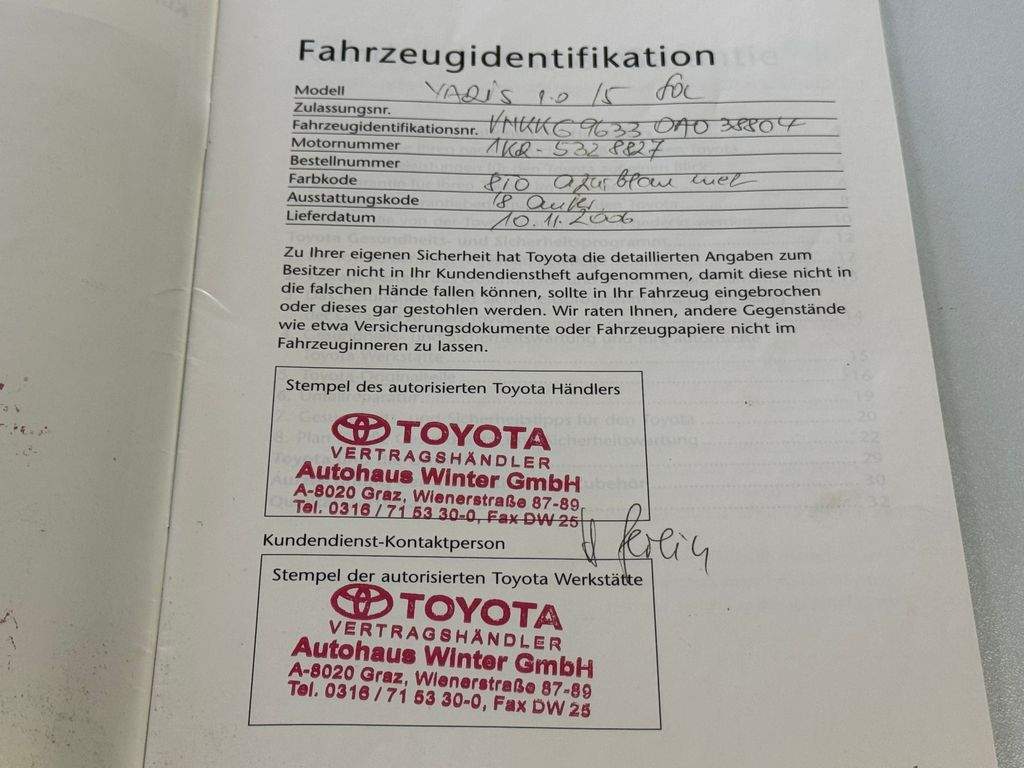 Fahrzeugidentifikation
Modell YARIS 1.0 15 Sol
Zulassungsnr.
Fahrzeugidentifikationsnr. VNKKG9633 0A0 38804
Motornummer 1KR-532 8827
Bestellnummer
Farbkode 810 azurblau met
Ausstattungskode 18
Lieferdatum 10.11.2006
Zu Ihrer eigenen Sicherheit hat Toyota die detaillierten Angaben zum
Besitzer nicht in Ihr Kundendienstheft aufgenommen, damit diese nicht in
die falschen Hände fallen können, sollte in Ihr Fahrzeug eingebrochen
oder dieses gar gestohlen werden. Wir raten Ihnen, andere Gegenstände
wie etwa Versicherungsdokumente oder Fahrzeugpapiere nicht im
Fahrzeuginneren zu lassen.
Stempel des autorisierten Toyota Händlers
TOYOTA
VERTRAGSHÄNDLER
Autohaus Winter GmbH
A-8020 Graz, Wienerstraße 87-89
Tel. 0316 / 71 53 30-0, Fax DW 25
Kundendienst-Kontaktperson
Stempel der autorisierten Toyota Werkstätte
TOYOTA
VERTRAGSHÄNDLER
Autohaus Winter GmbH
A-8020 Graz, Wienerstraße 87-89
Tel. 0316 / 71 53 30-0, Fax DW 25